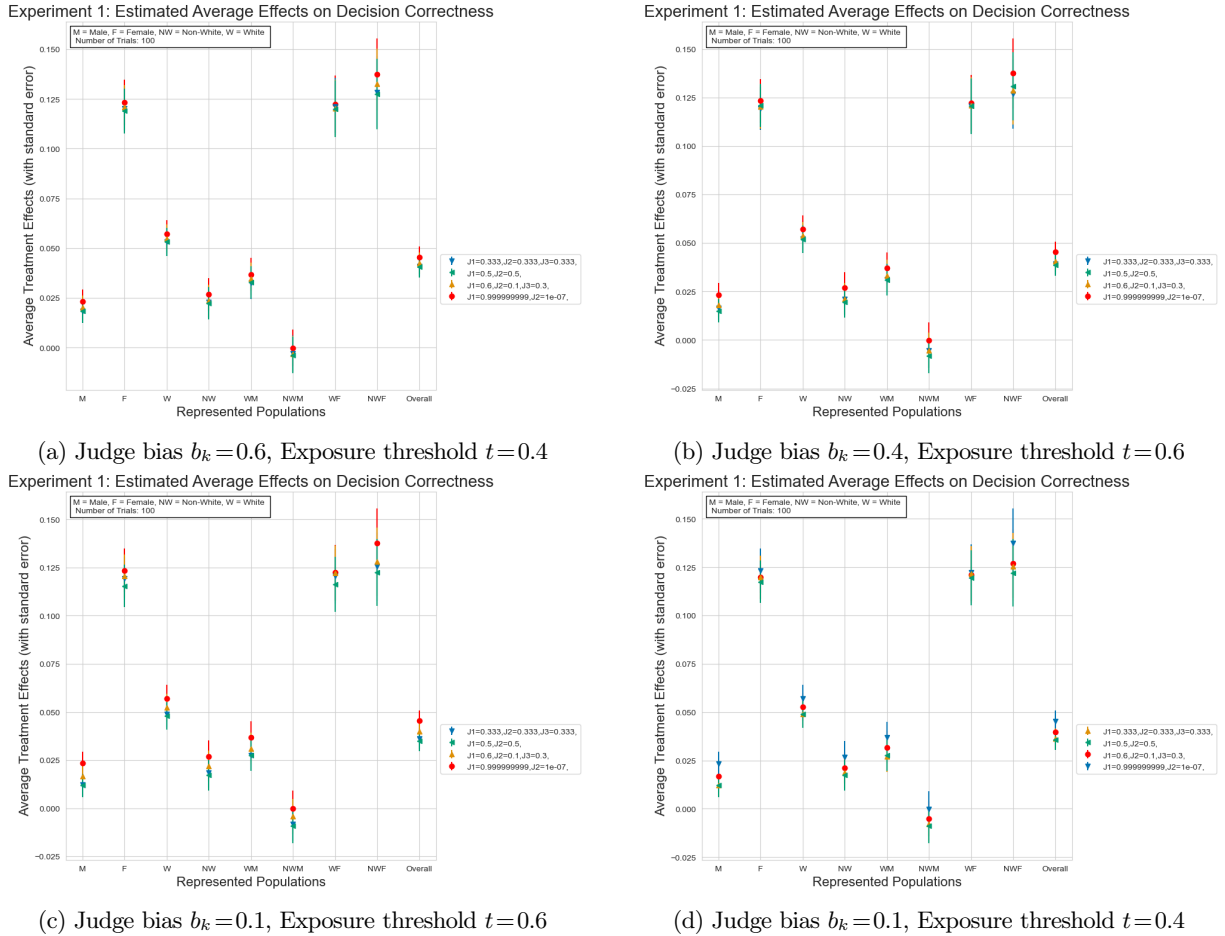 Experiment 1: Estimated Average Effects on Decision Correctness
M = Male, F = Female, NW = Non-White, W = White
Number of Trials: 100
Average Treatment Effects (with standard error)
0.150
0.125
0.100
0.075
0.050
0.025
0.000
M F W NW WM NWM WF NWF Overall
Represented Populations
J1=0.333,J2=0.333,J3=0.333,
J1=0.5,J2=0.5,
J1=0.6,J2=0.1,J3=0.3,
J1=0.999999999,J2=1e-07,
(a) Judge bias b_k=0.6, Exposure threshold t=0.4
Experiment 1: Estimated Average Effects on Decision Correctness
M = Male, F = Female, NW = Non-White, W = White
Number of Trials: 100
Average Treatment Effects (with standard error)
0.150
0.125
0.100
0.075
0.050
0.025
0.000
−0.025
M F W NW WM NWM WF NWF Overall
Represented Populations
J1=0.333,J2=0.333,J3=0.333,
J1=0.5,J2=0.5,
J1=0.6,J2=0.1,J3=0.3,
J1=0.999999999,J2=1e-07,
(b) Judge bias b_k=0.4, Exposure threshold t=0.6
Experiment 1: Estimated Average Effects on Decision Correctness
M = Male, F = Female, NW = Non-White, W = White
Number of Trials: 100
Average Treatment Effects (with standard error)
0.150
0.125
0.100
0.075
0.050
0.025
0.000
−0.025
M F W NW WM NWM WF NWF Overall
Represented Populations
J1=0.333,J2=0.333,J3=0.333,
J1=0.5,J2=0.5,
J1=0.6,J2=0.1,J3=0.3,
J1=0.999999999,J2=1e-07,
(c) Judge bias b_k=0.1, Exposure threshold t=0.6
Experiment 1: Estimated Average Effects on Decision Correctness
M = Male, F = Female, NW = Non-White, W = White
Number of Trials: 100
Average Treatment Effects (with standard error)
0.150
0.125
0.100
0.075
0.050
0.025
0.000
−0.025
M F W NW WM NWM WF NWF Overall
Represented Populations
J1=0.333,J2=0.333,J3=0.333,
J1=0.5,J2=0.5,
J1=0.6,J2=0.1,J3=0.3,
J1=0.999999999,J2=1e-07,
(d) Judge bias b_k=0.1, Exposure threshold t=0.4